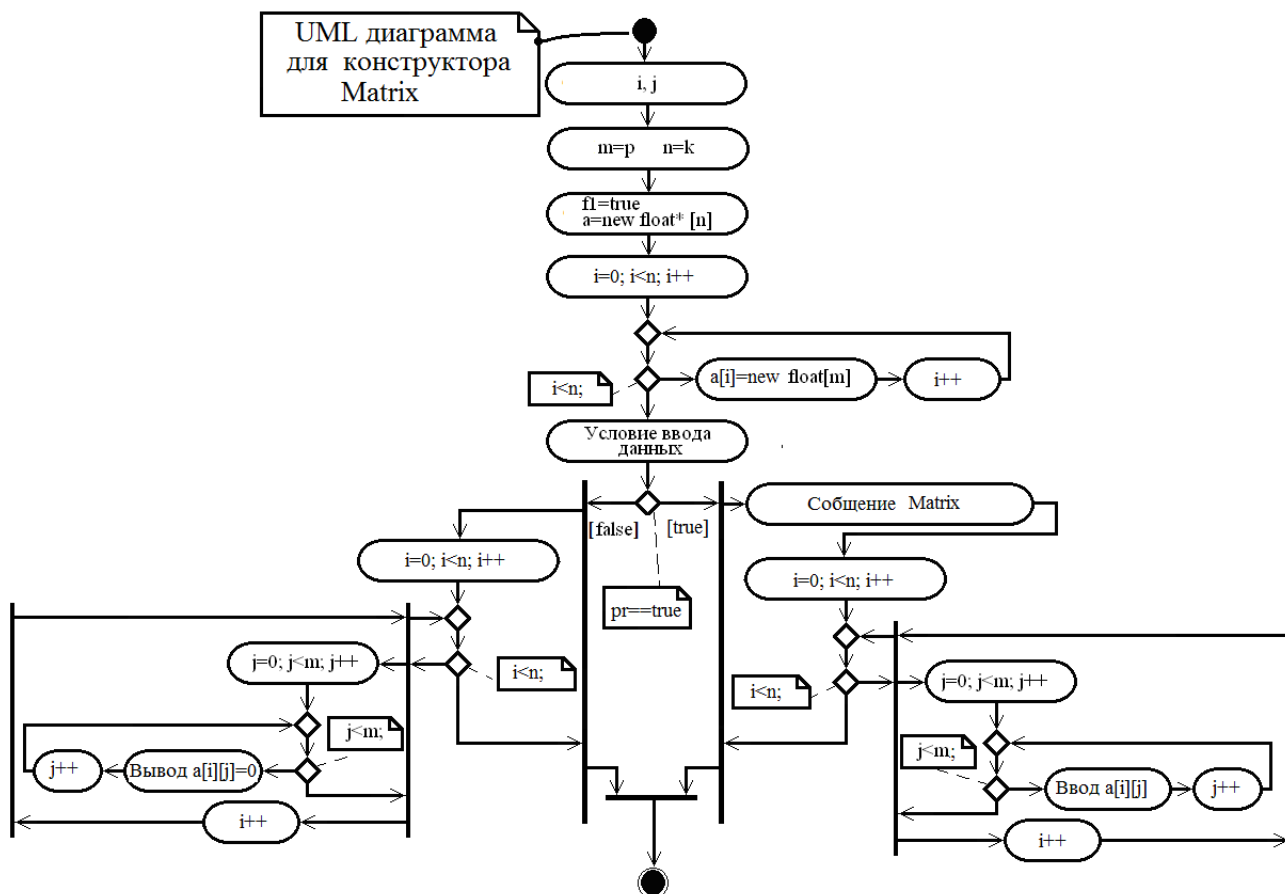 UML диаграмма
для конструктора
Matrix
i, j
m=p n=k
f1=true
a=new float* [n]
i=0; i<n; i++
i<n;
a[i]=new float[m]
i++
Условие ввода
данных
[false]
[true]
Собщение Matrix
i=0; i<n; i++
pr==true
i=0; i<n; i++
j=0; j<m; j++
i<n;
i<n;
j=0; j<m; j++
j<m;
j<m;
j++
Вывод a[i][j]=0
Ввод a[i][j]
j++
i++
i++